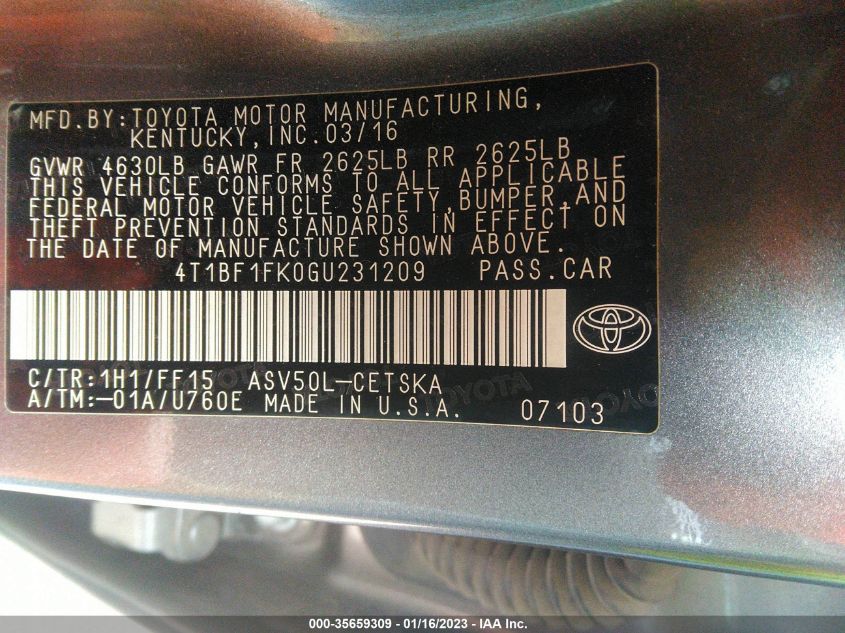 MFD.BY:TOYOTA MOTOR MANUFACTURING,
KENTUCKY,INC.03/16
GVWR 4630LB GAWR FR 2625LB RR 2625LB
THIS VEHICLE CONFORMS TO ALL APPLICABLE
FEDERAL MOTOR VEHICLE SAFETY,BUMPER,AND
THEFT PREVENTION STANDARDS IN EFFECT ON
THE DATE OF MANUFACTURE SHOWN ABOVE.
4T1BF1FK0GU231209 PASS.CAR
C/TR:1H1/FF15 ASV50L-CETSKA
A/TM:-01A/U760E MADE IN U.S.A. 07103
000-35659309 - 01/16/2023 - IAA Inc.